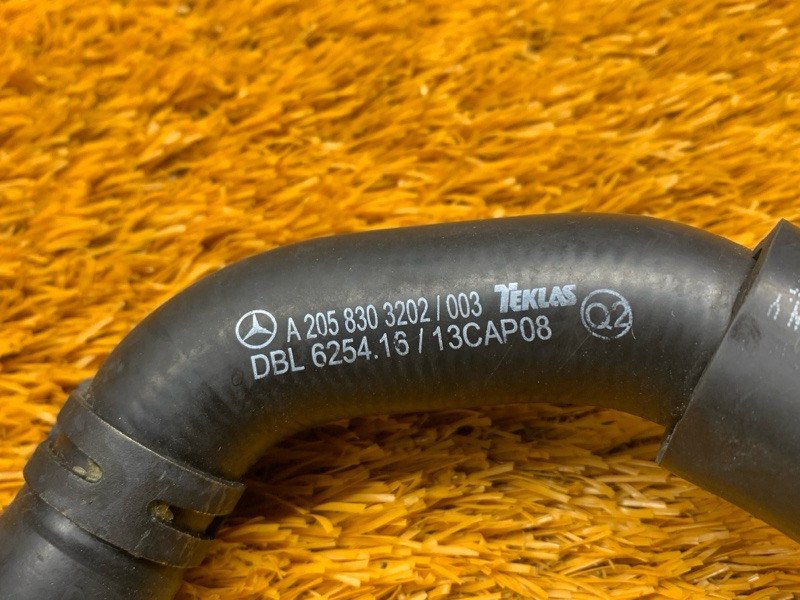 A 205 830 3202 / 003 TEKLAS Q2
DBL 6254.16 / 13CAP08